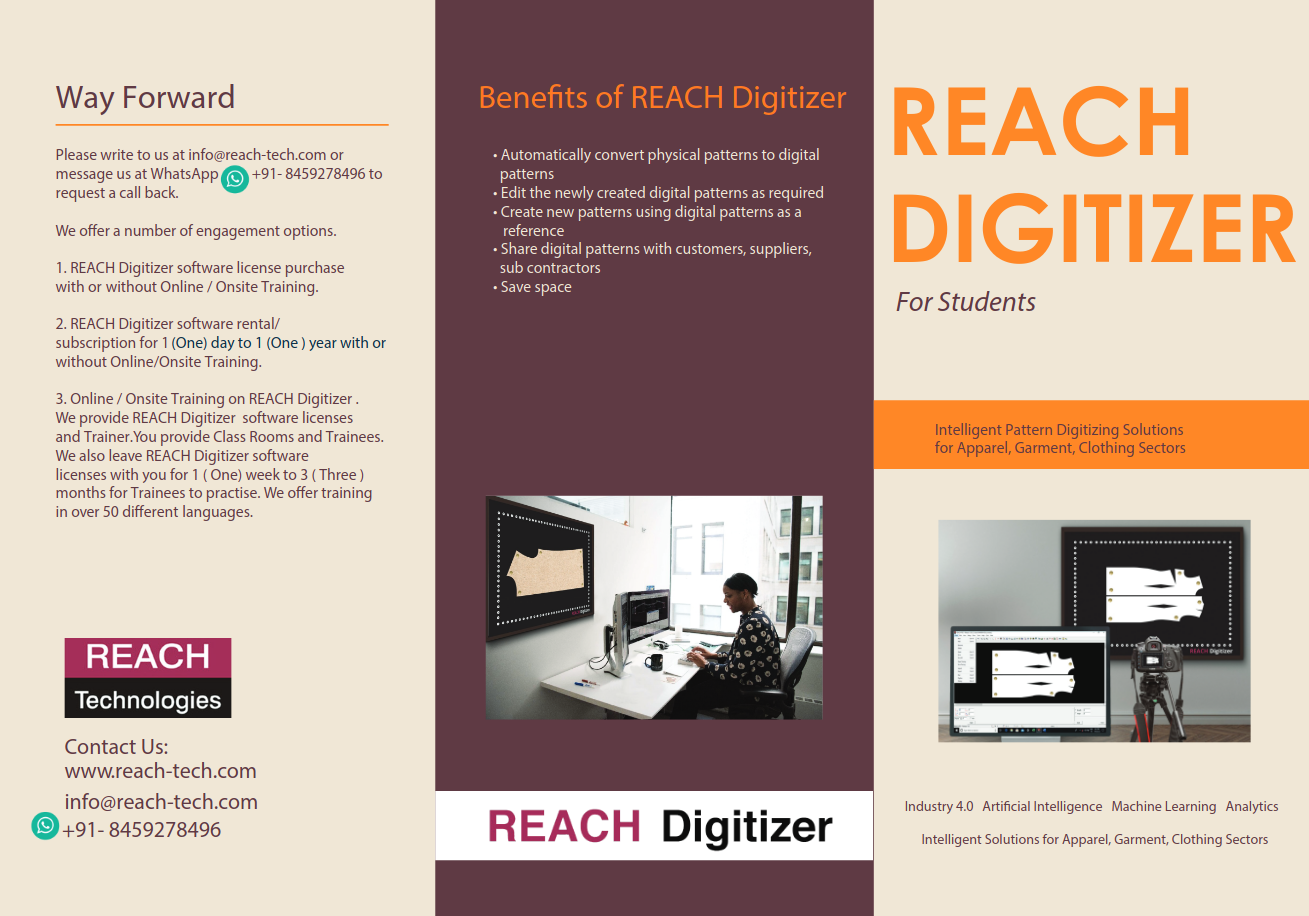 Way Forward
Please write to us at info@reach-tech.com or
message us at WhatsApp +91- 8459278496 to
request a call back.
We offer a number of engagement options.
1. REACH Digitizer software license purchase
with or without Online / Onsite Training.
2. REACH Digitizer software rental/
subscription for 1 (One) day to 1 (One ) year with or
without Online/Onsite Training.
3. Online / Onsite Training on REACH Digitizer .
We provide REACH Digitizer software licenses
and Trainer.You provide Class Rooms and Trainees.
We also leave REACH Digitizer software
licenses with you for 1 ( One) week to 3 ( Three )
months for Trainees to practise. We offer training
in over 50 different languages.
REACH
Technologies
Contact Us:
www.reach-tech.com
info@reach-tech.com
+91- 8459278496
Benefits of REACH Digitizer
• Automatically convert physical patterns to digital
patterns
• Edit the newly created digital patterns as required
• Create new patterns using digital patterns as a
reference
• Share digital patterns with customers, suppliers,
sub contractors
• Save space
REACH Digitizer
REACH
DIGITIZER
For Students
Intelligent Pattern Digitizing Solutions
for Apparel, Garment, Clothing Sectors
REACH Digitizer
Industry 4.0 Artificial Intelligence Machine Learning Analytics
Intelligent Solutions for Apparel, Garment, Clothing Sectors